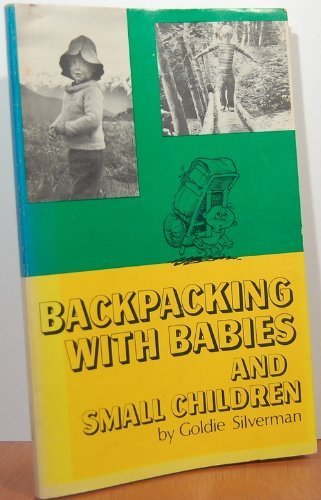 BACKPACKING
WITH BABIES
AND
SMALL CHILDREN
by Goldie Silverman